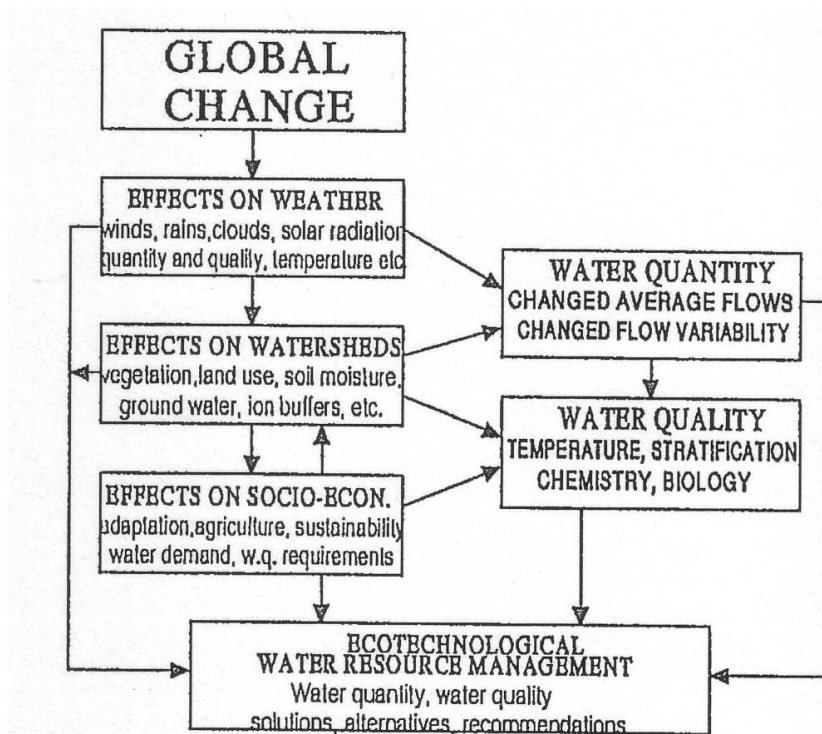 GLOBAL
CHANGE
EFFECTS ON WEATHER
winds, rains,clouds, solar radiation
quantity and quality, temperature etc
EFFECTS ON WATERSHEDS
vegetation,land use, soil moisture,
ground water, ion buffers, etc.
EFFECTS ON SOCIO-ECON.
adaptation,agriculture, sustainability
water demand, w.q. requirements
WATER QUANTITY
CHANGED AVERAGE FLOWS
CHANGED FLOW VARIABILITY
WATER QUALITY
TEMPERATURE, STRATIFICATION
CHEMISTRY, BIOLOGY
ECOTECHNOLOGICAL
WATER RESOURCE MANAGEMENT
Water quantity, water quality
solutions, alternatives, recommendations